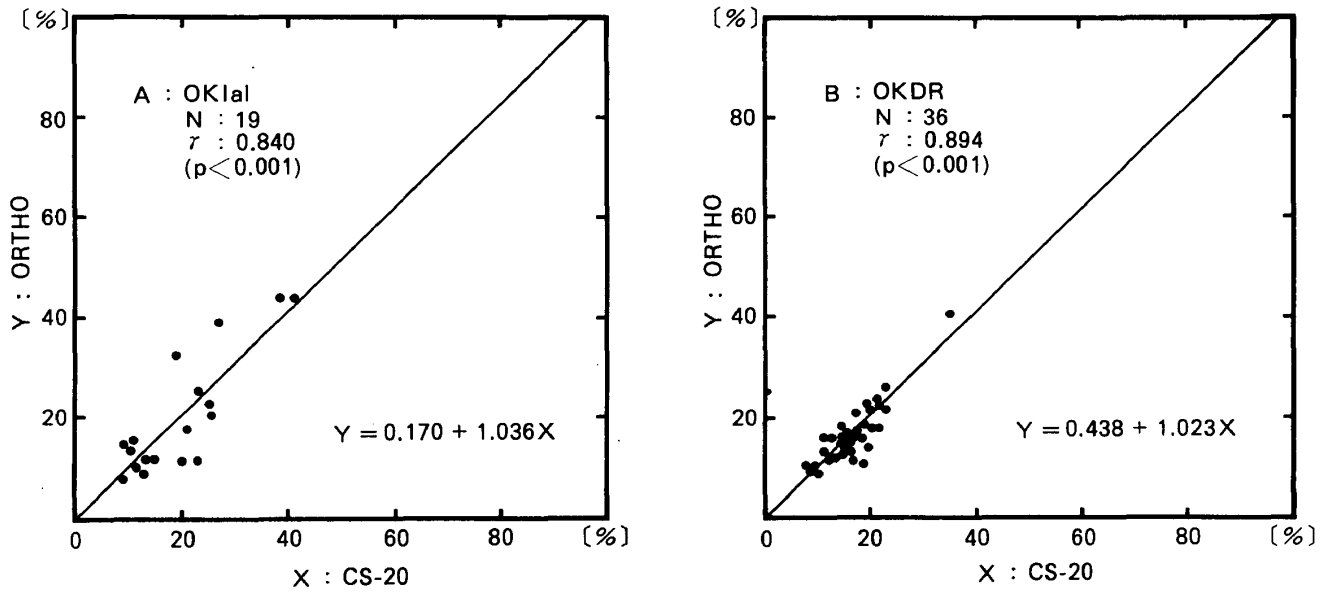 [%]
80
60
40
20
Y : ORTHO
A : OKIal
N : 19
r : 0.840
(p<0.001)
Y = 0.170 + 1.036X
0 20 40 60 80 [%]
X : CS-20
[%]
80
60
40
20
Y : ORTHO
B : OKDR
N : 36
r : 0.894
(p<0.001)
Y = 0.438 + 1.023X
0 20 40 60 80 [%]
X : CS-20